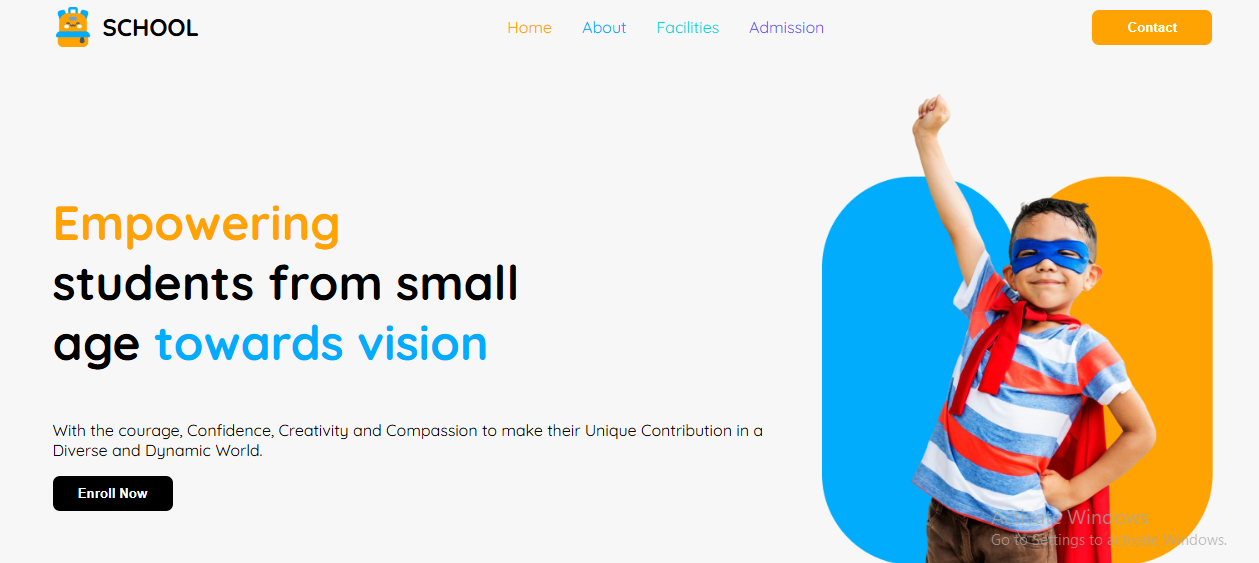 SCHOOL
Home About Facilities Admission
Contact
Empowering
students from small
age towards vision
With the courage, Confidence, Creativity and Compassion to make their Unique Contribution in a
Diverse and Dynamic World.
Enroll Now
Activate Windows
Go to Settings to activate Windows.